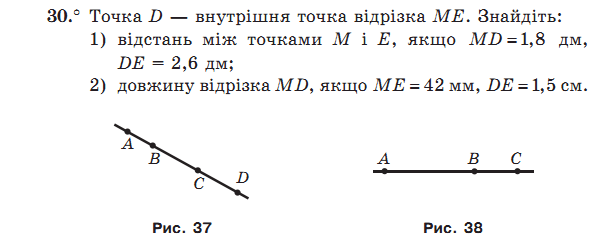 30.° Точка D — внутрішня точка відрізка ME. Знайдіть:
1) відстань між точками M і E, якщо MD = 1,8 дм,
DE = 2,6 дм;
2) довжину відрізка MD, якщо ME = 42 мм, DE = 1,5 см.
A
B
C
D
A B C
Рис. 37
Рис. 38